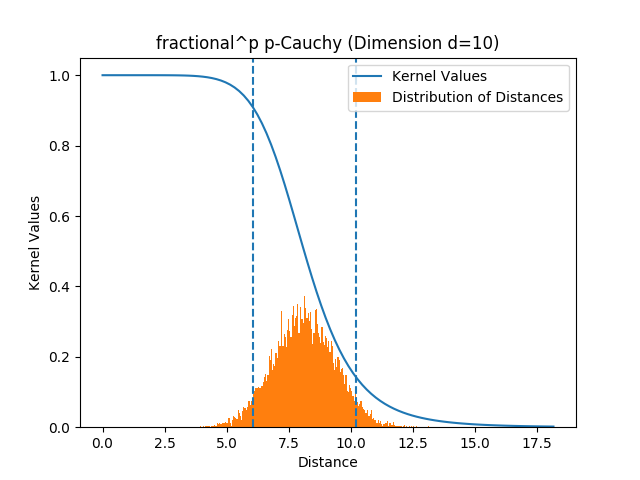 fractional^p p-Cauchy (Dimension d=10)
Kernel Values
Distribution of Distances
Kernel Values
1.0
0.8
0.6
0.4
0.2
0.0
0.0 2.5 5.0 7.5 10.0 12.5 15.0 17.5
Distance